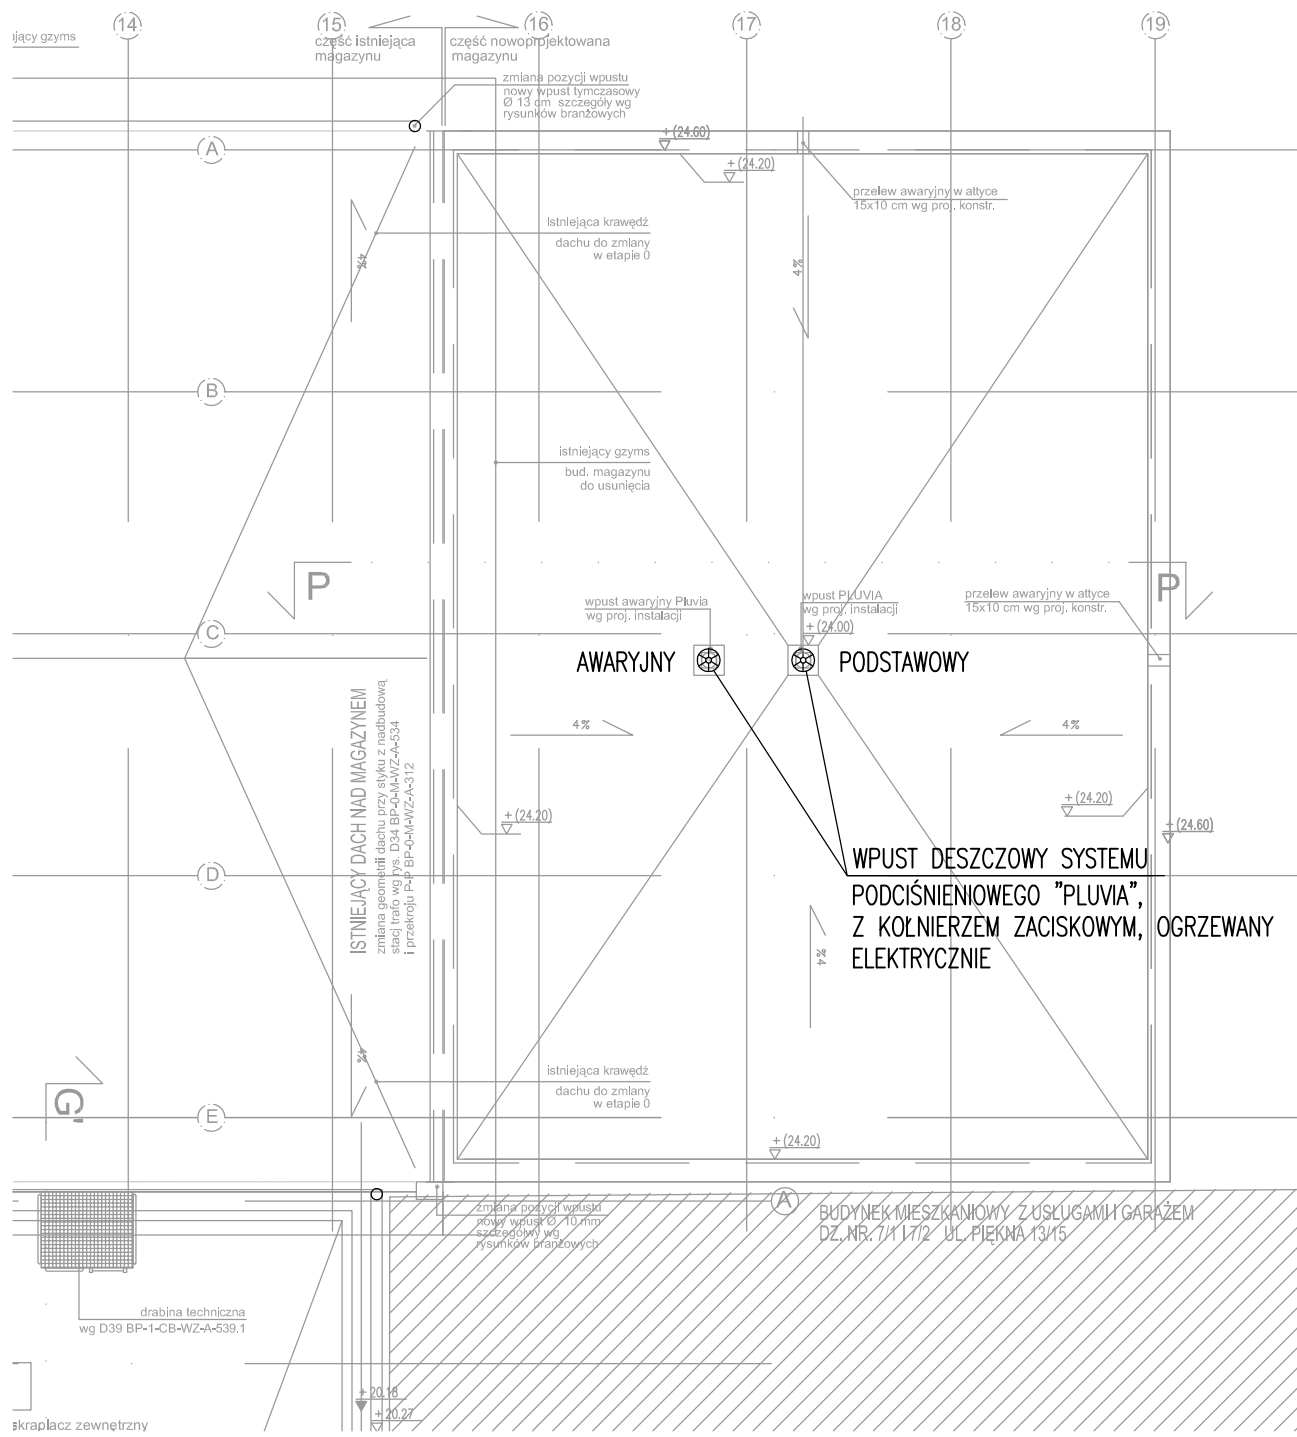 14
15
16
17
18
19
jący gzyms
część istniejąca
magazynu
część nowoprojektowana
magazynu
zmiana pozycji wpustu
nowy wpust tymczasowy
Ø 13 cm szczegóły wg
rysunków branżowych
+(24.60)
+(24.20)
A
przelew awaryjny w attyce
15x10 cm wg proj. konstr.
Istniejąca krawędź
dachu do zmiany
w etapie 0
4%
4%
B
istniejący gzyms
bud. magazynu
do usunięcia
P
P
wpust awaryjny Pluvia
wg proj. instalacji
wpust PLUVIA
wg proj. instalacji
przelew awaryjny w attyce
15x10 cm wg proj. konstr.
+(24.00)
C
AWARYJNY
PODSTAWOWY
ISTNIEJĄCY DACH NAD MAGAZYNEM
zmiana geometrii dachu przy styku z nadbudową
stacj trafo wg rys. D34 BP-0-M-WZ-A-534
i przekroju P-P BP-0-M-WZ-A-312
4%
4%
+(24.20)
+(24.20)
+(24.60)
WPUST DESZCZOWY SYSTEMU
PODCIŚNIENIOWEGO "PLUVIA",
Z KOŁNIERZEM ZACISKOWYM, OGRZEWANY
ELEKTRYCZNIE
D
4%
4%
istniejąca krawędź
dachu do zmiany
w etapie 0
G'
E
+(24.20)
A
zmiana pozycji wpustu
nowy wpust Ø 10 mm
szczegółwy wg
rysunków branżowych
BUDYNEK MIESZKANIOWY Z USŁUGAMI I GARAŻEM
DZ. NR. 7/1 I 7/2 UL. PIĘKNA 13/15
drabina techniczna
wg D39 BP-1-CB-WZ-A-539.1
+20.18
+20.27
skraplacz zewnętrzny